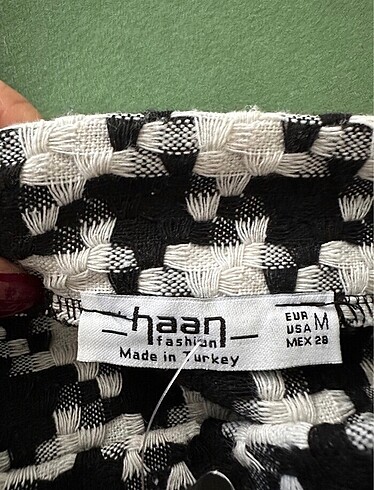 haan
fashion
Made in Turkey
EUR
USA M
MEX 28